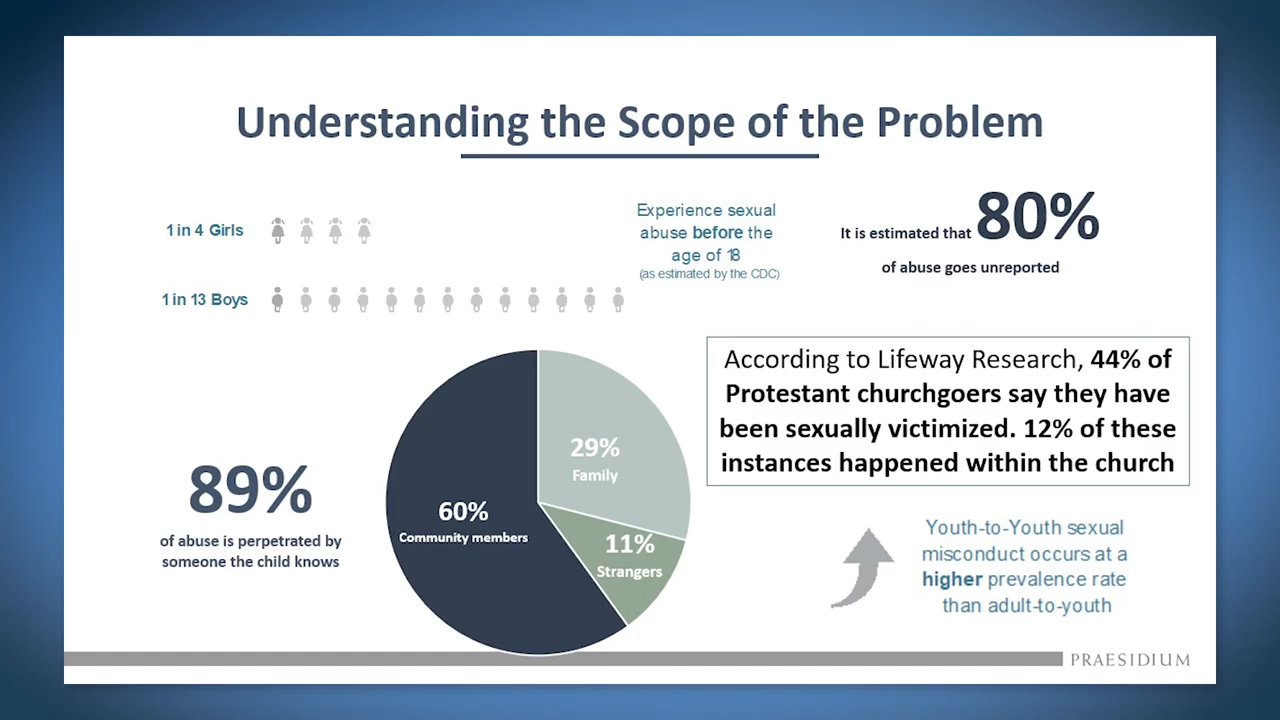 Understanding the Scope of the Problem
1 in 4 Girls
1 in 13 Boys
Experience sexual
abuse before the
age of 18
(as estimated by the CDC)
It is estimated that 80%
of abuse goes unreported
According to Lifeway Research, 44% of
Protestant churchgoers say they have
been sexually victimized. 12% of these
instances happened within the church
89%
of abuse is perpetrated by
someone the child knows
60%
Community members
29%
Family
11%
Strangers
Youth-to-Youth sexual
misconduct occurs at a
higher prevalence rate
than adult-to-youth
PRAESIDIUM